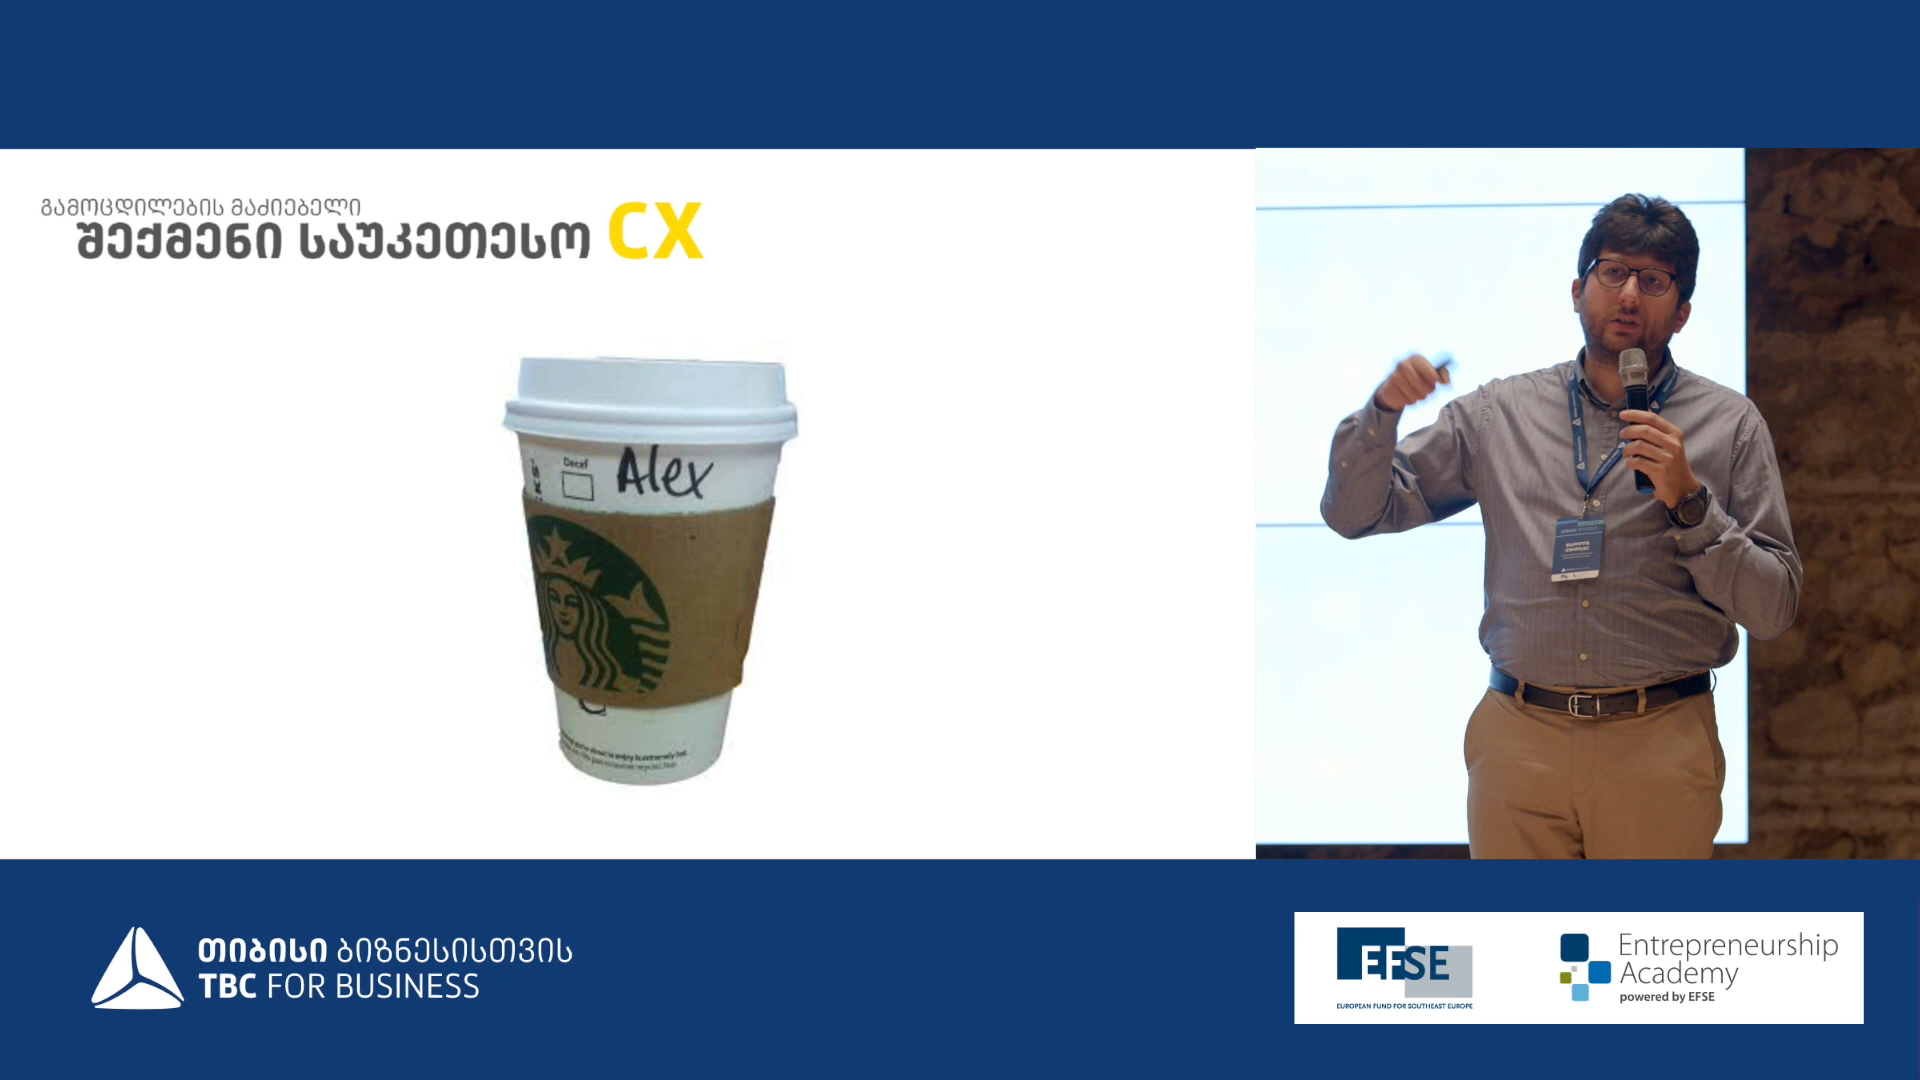 ᲒᲐᲛᲝᲪᲓᲘᲚᲔᲑᲘᲡ ᲛᲐᲫᲘᲔᲑᲔᲚᲘ
ᲨᲔᲥᲛᲔᲜᲘ ᲡᲐᲣᲙᲔᲗᲔᲡᲝ CX
Decaf
Alex
ᲗᲘᲑᲘᲡᲘ ᲑᲘᲖᲜᲔᲡᲘᲡᲗᲕᲘᲡ
TBC FOR BUSINESS
EFSE
EUROPEAN FUND FOR SOUTHEAST EUROPE
Entrepreneurship
Academy
powered by EFSE